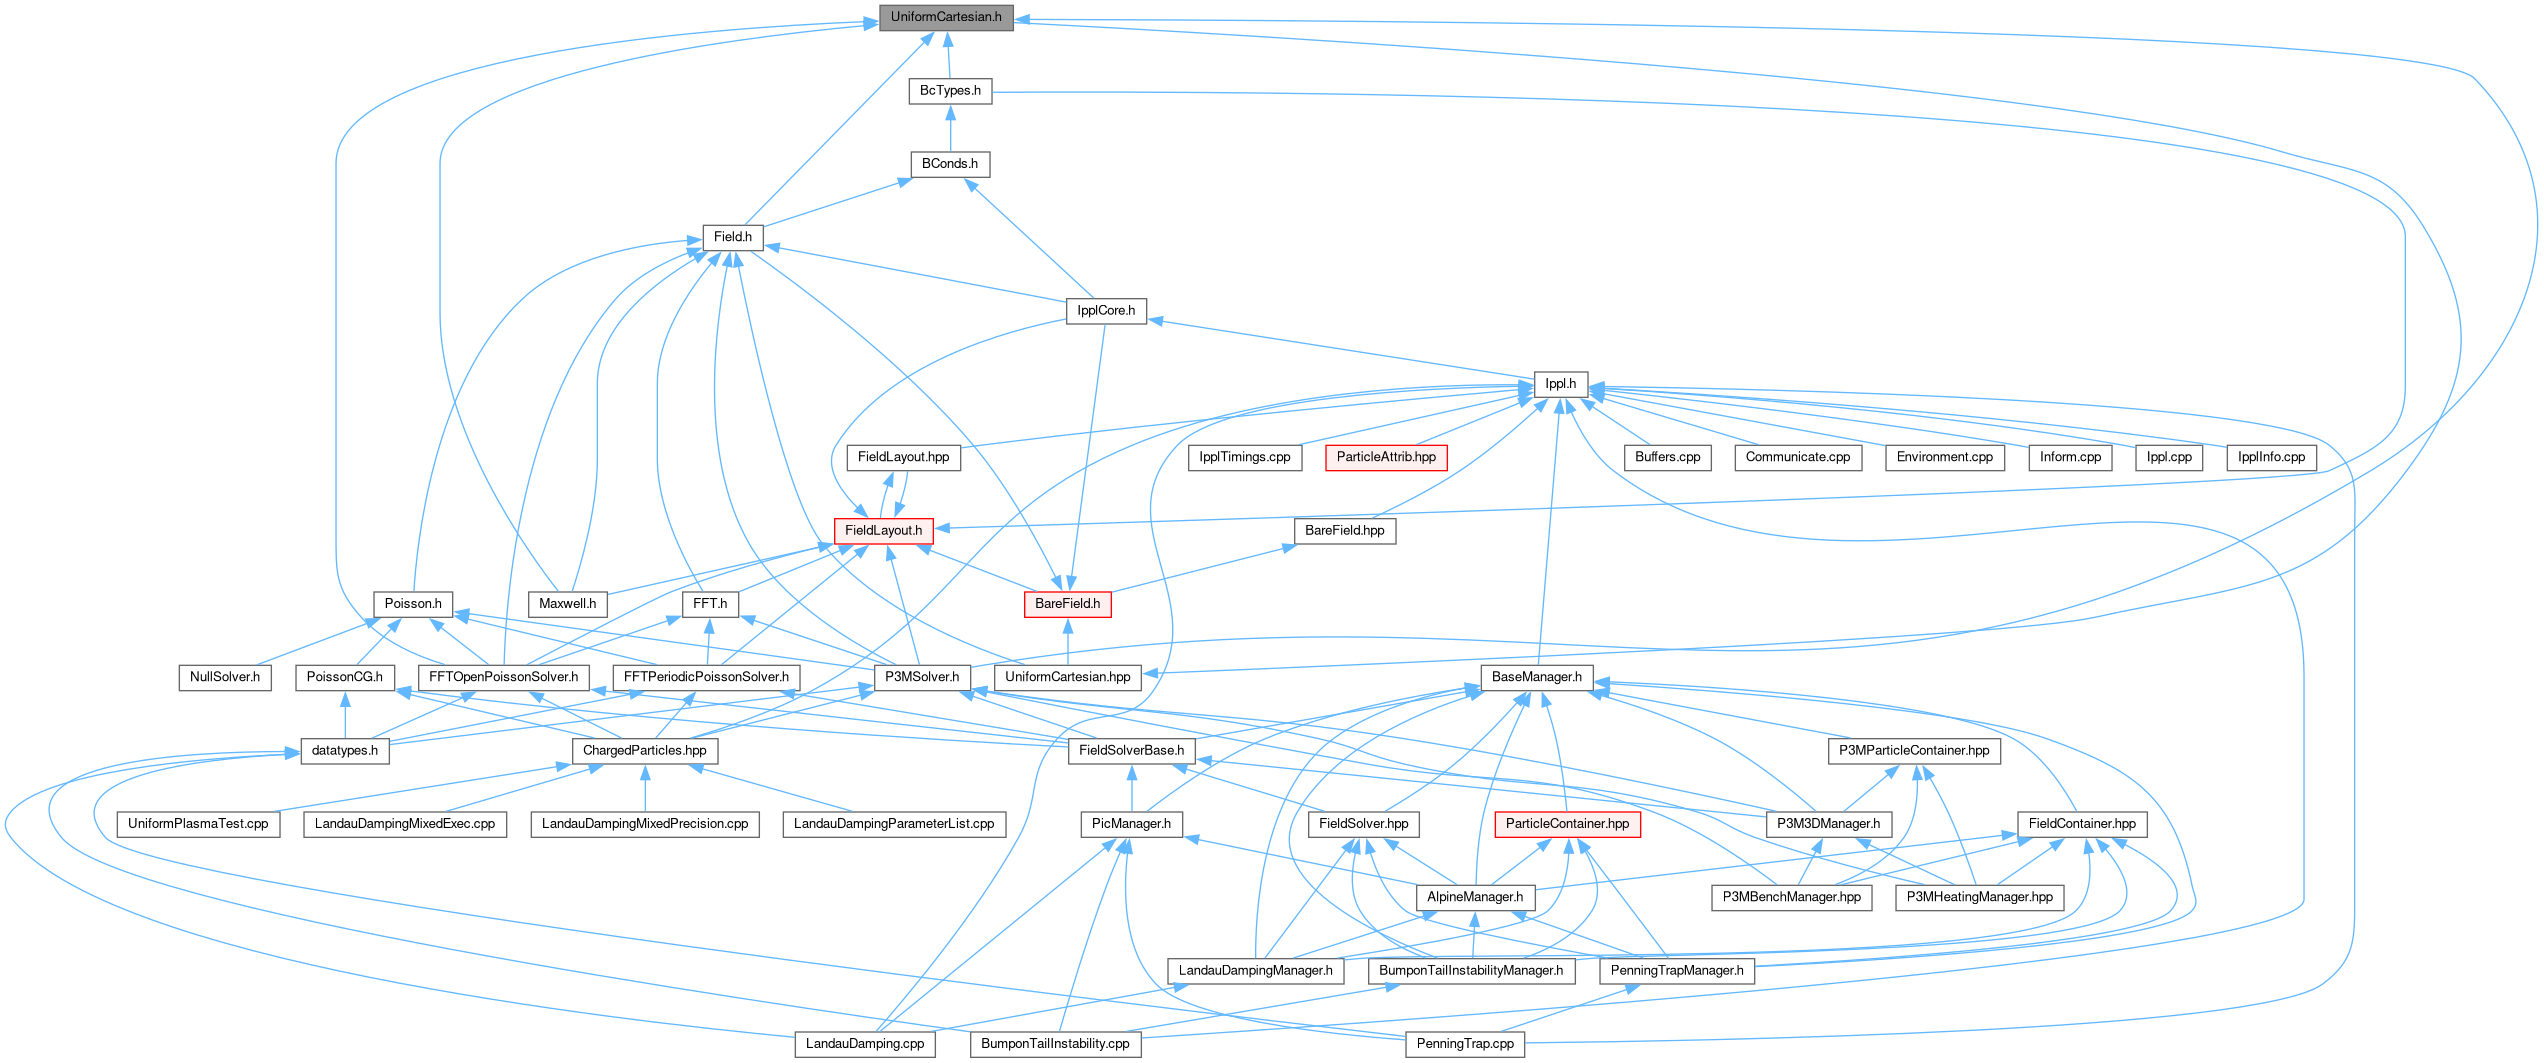 UniformCartesian.h
BcTypes.h
BConds.h
Field.h
IpplCore.h
Ippl.h
FieldLayout.hpp
IpplTimings.cpp
ParticleAttrib.hpp
Buffers.cpp
Communicate.cpp
Environment.cpp
Inform.cpp
Ippl.cpp
IpplInfo.cpp
FieldLayout.h
BareField.hpp
Poisson.h
Maxwell.h
FFT.h
BareField.h
NullSolver.h
PoissonCG.h
FFTOpenPoissonSolver.h
FFTPeriodicPoissonSolver.h
P3MSolver.h
UniformCartesian.hpp
BaseManager.h
datatypes.h
ChargedParticles.hpp
FieldSolverBase.h
P3MParticleContainer.hpp
UniformPlasmaTest.cpp
LandauDampingMixedExec.cpp
LandauDampingMixedPrecision.cpp
LandauDampingParameterList.cpp
PicManager.h
FieldSolver.hpp
ParticleContainer.hpp
P3M3DManager.h
FieldContainer.hpp
AlpineManager.h
P3MBenchManager.hpp
P3MHeatingManager.hpp
LandauDampingManager.h
BumponTailInstabilityManager.h
PenningTrapManager.h
LandauDamping.cpp
BumponTailInstability.cpp
PenningTrap.cpp